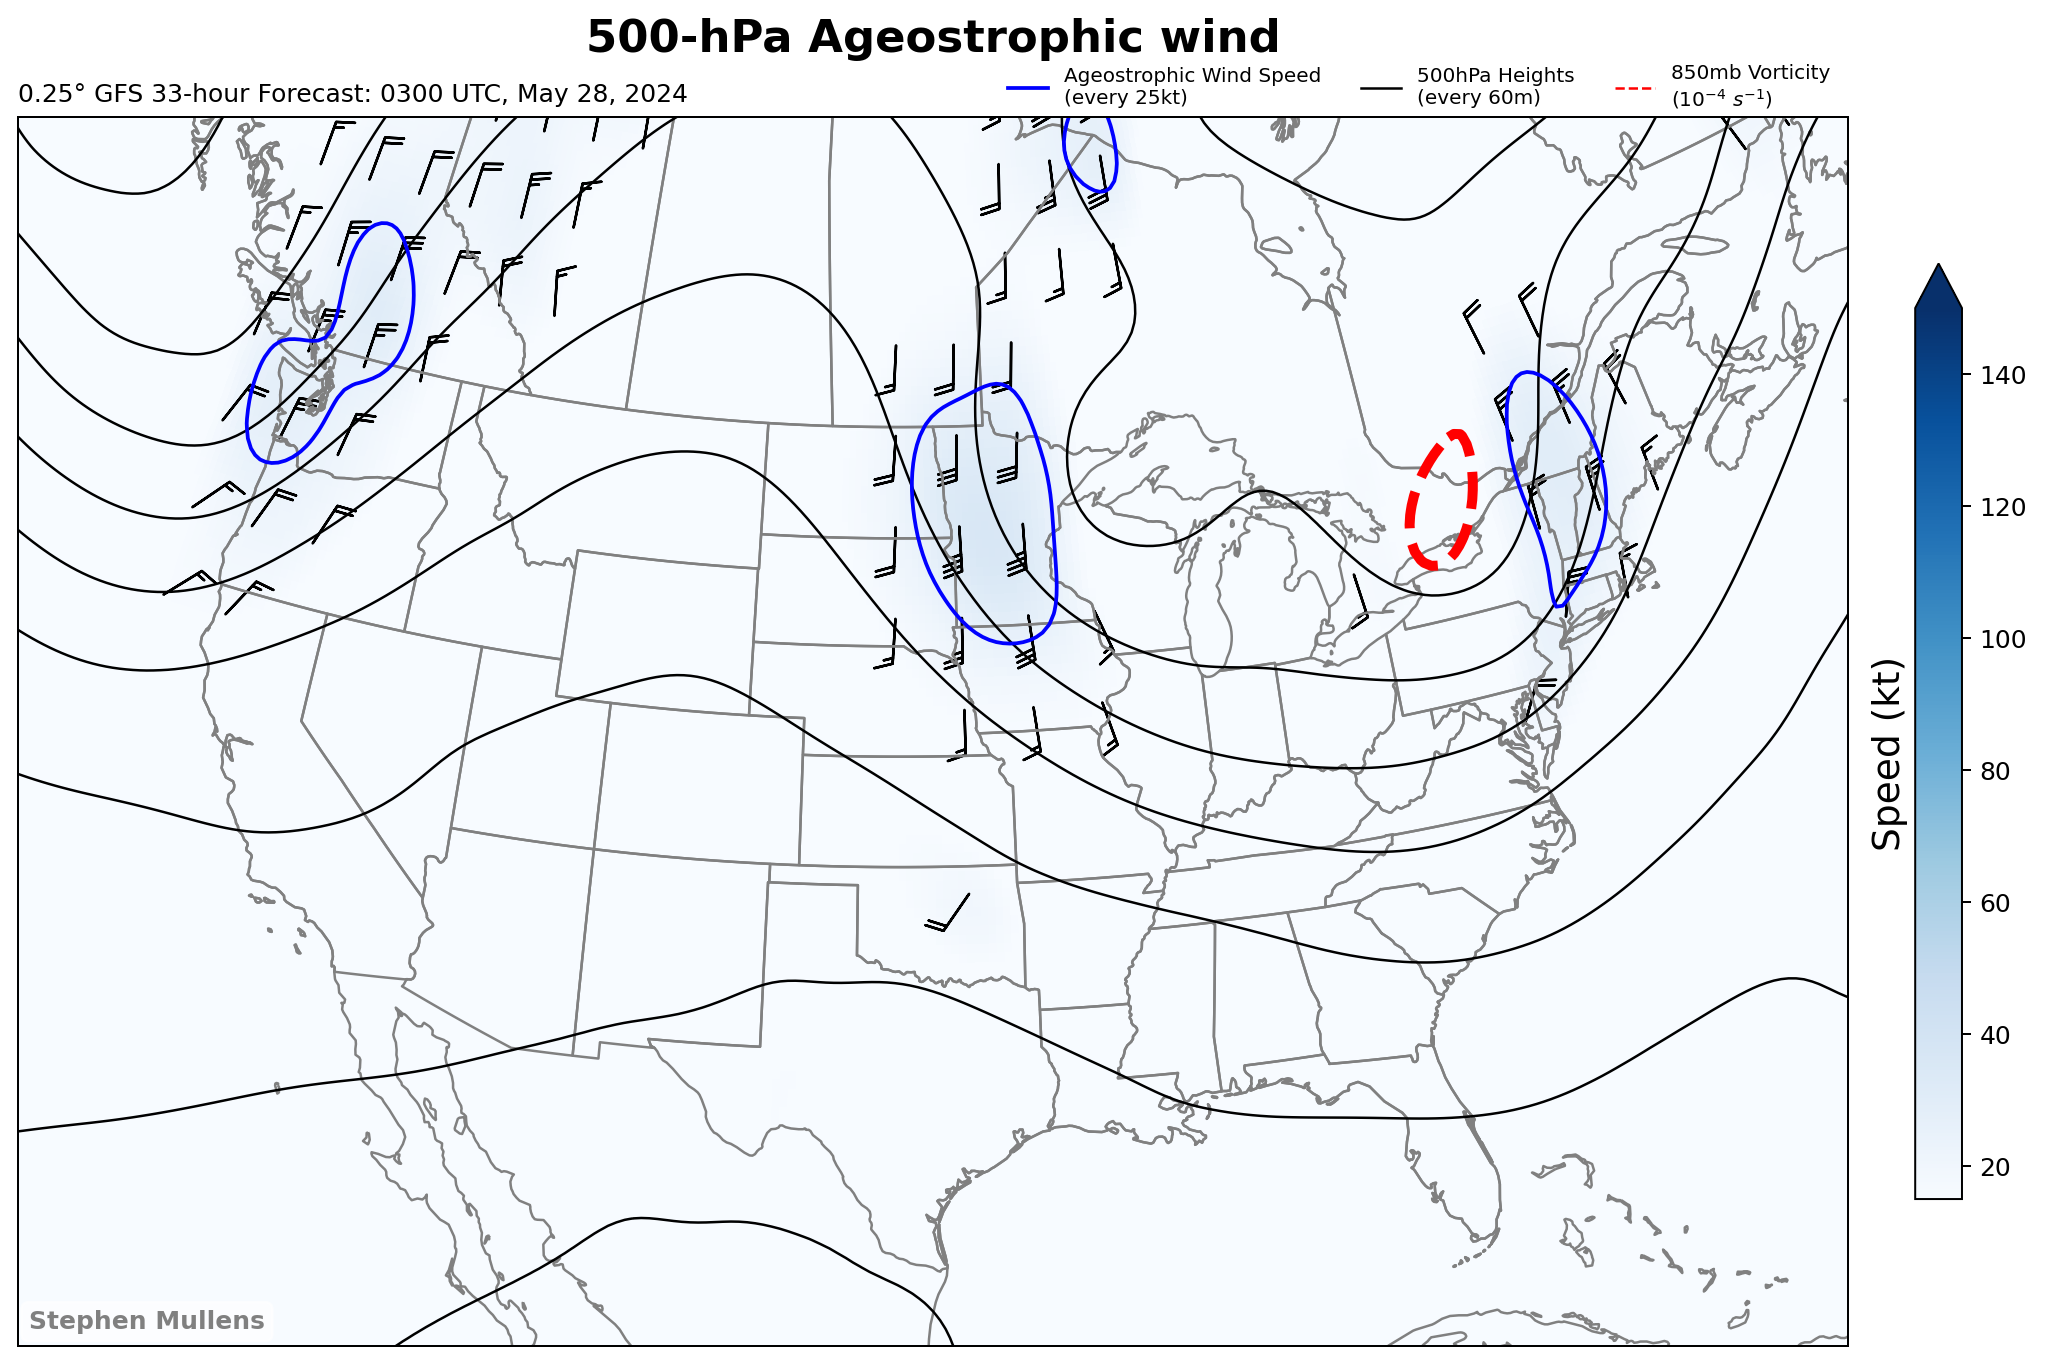 500-hPa Ageostrophic wind
0.25° GFS 33-hour Forecast: 0300 UTC, May 28, 2024
Ageostrophic Wind Speed
(every 25kt)
500hPa Heights
(every 60m)
850mb Vorticity
(10⁻⁴ s⁻¹)
140
120
100
80
60
40
20
Speed (kt)
Stephen Mullens